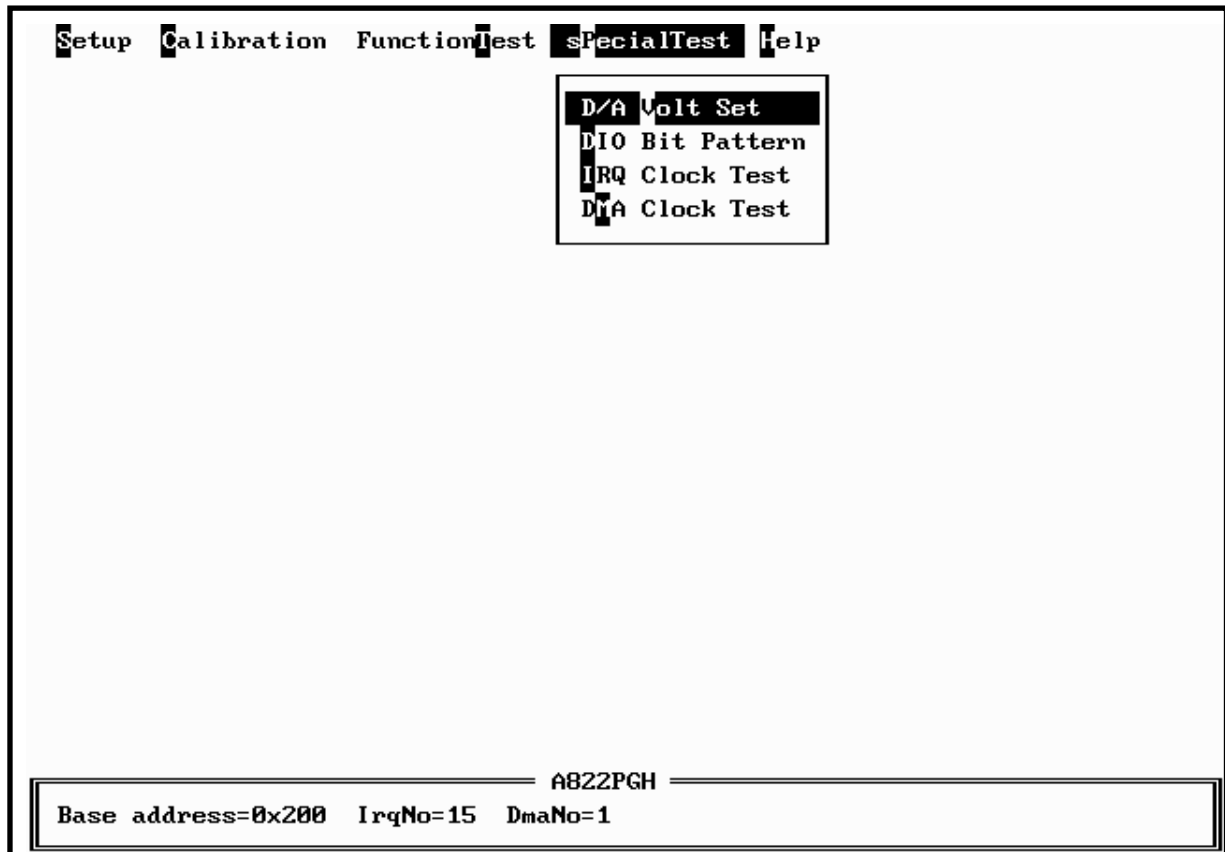 Setup Calibration FunctionTest sPecialTest Help
D/A Volt Set
DIO Bit Pattern
IRQ Clock Test
DMA Clock Test
A822PGH
Base address=0x200 IrqNo=15 DmaNo=1